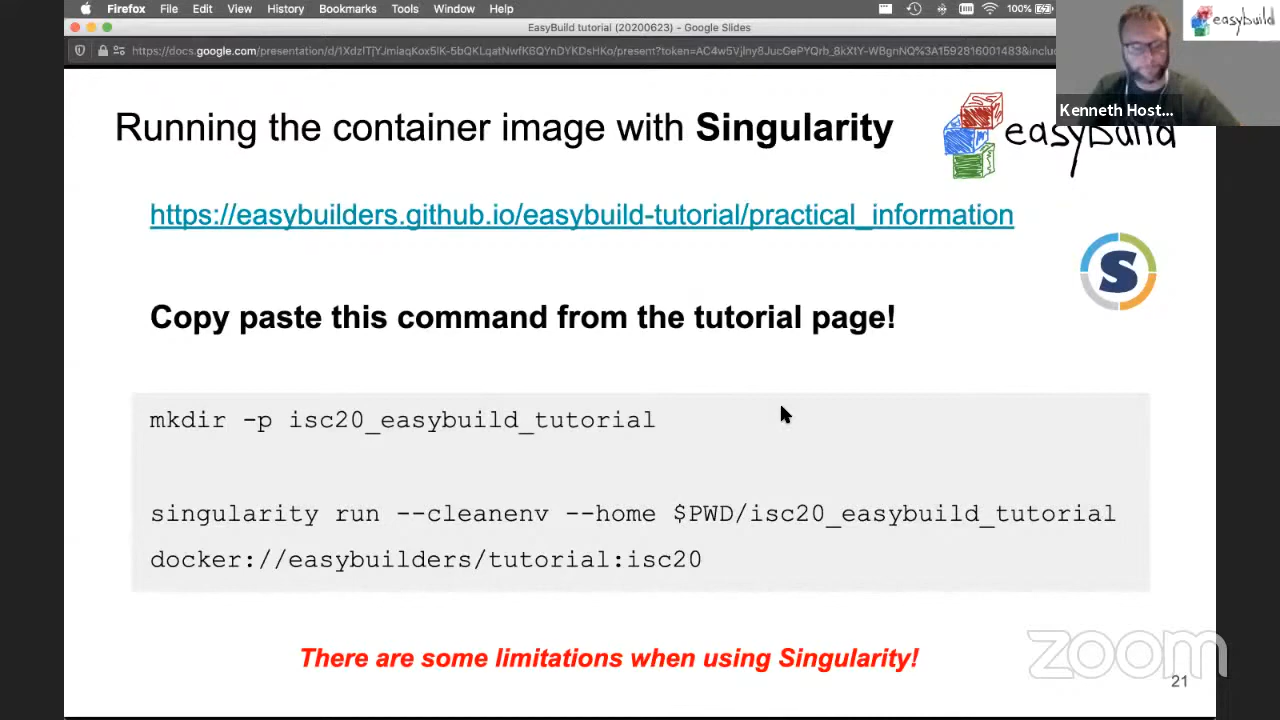 Firefox File Edit View History Bookmarks Tools Window Help 100%
EasyBuild tutorial (20200623) - Google Slides
easybuild
Kenneth Host...
Running the container image with Singularity
easybuild
https://easybuilders.github.io/easybuild-tutorial/practical_information
S
Copy paste this command from the tutorial page!
mkdir -p isc20_easybuild_tutorial
singularity run --cleanenv --home $PWD/isc20_easybuild_tutorial
docker://easybuilders/tutorial:isc20
There are some limitations when using Singularity!
zoom
21